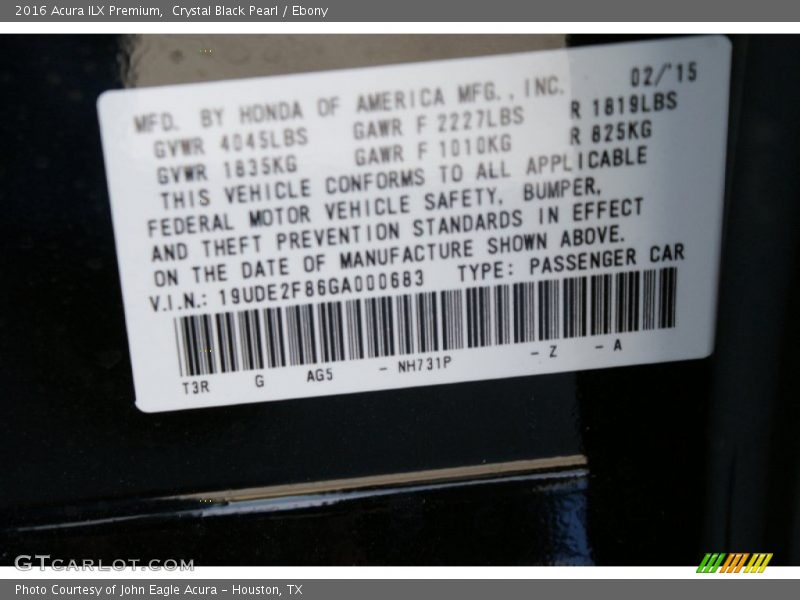 2016 Acura ILX Premium,  Crystal Black Pearl / Ebony
MFD. BY HONDA OF AMERICA MFG., INC. 02/'15
GVWR 4045LBS GAWR F 2227LBS R 1819LBS
GVWR 1835KG GAWR F 1010KG R 825KG
THIS VEHICLE CONFORMS TO ALL APPLICABLE
FEDERAL MOTOR VEHICLE SAFETY, BUMPER,
AND THEFT PREVENTION STANDARDS IN EFFECT
ON THE DATE OF MANUFACTURE SHOWN ABOVE.
V.I.N.: 19UDE2F86GA000683 TYPE: PASSENGER CAR
T3R G AG5 - NH731P - Z - A
GTCARLOT.COM
Photo Courtesy of John Eagle Acura - Houston, TX